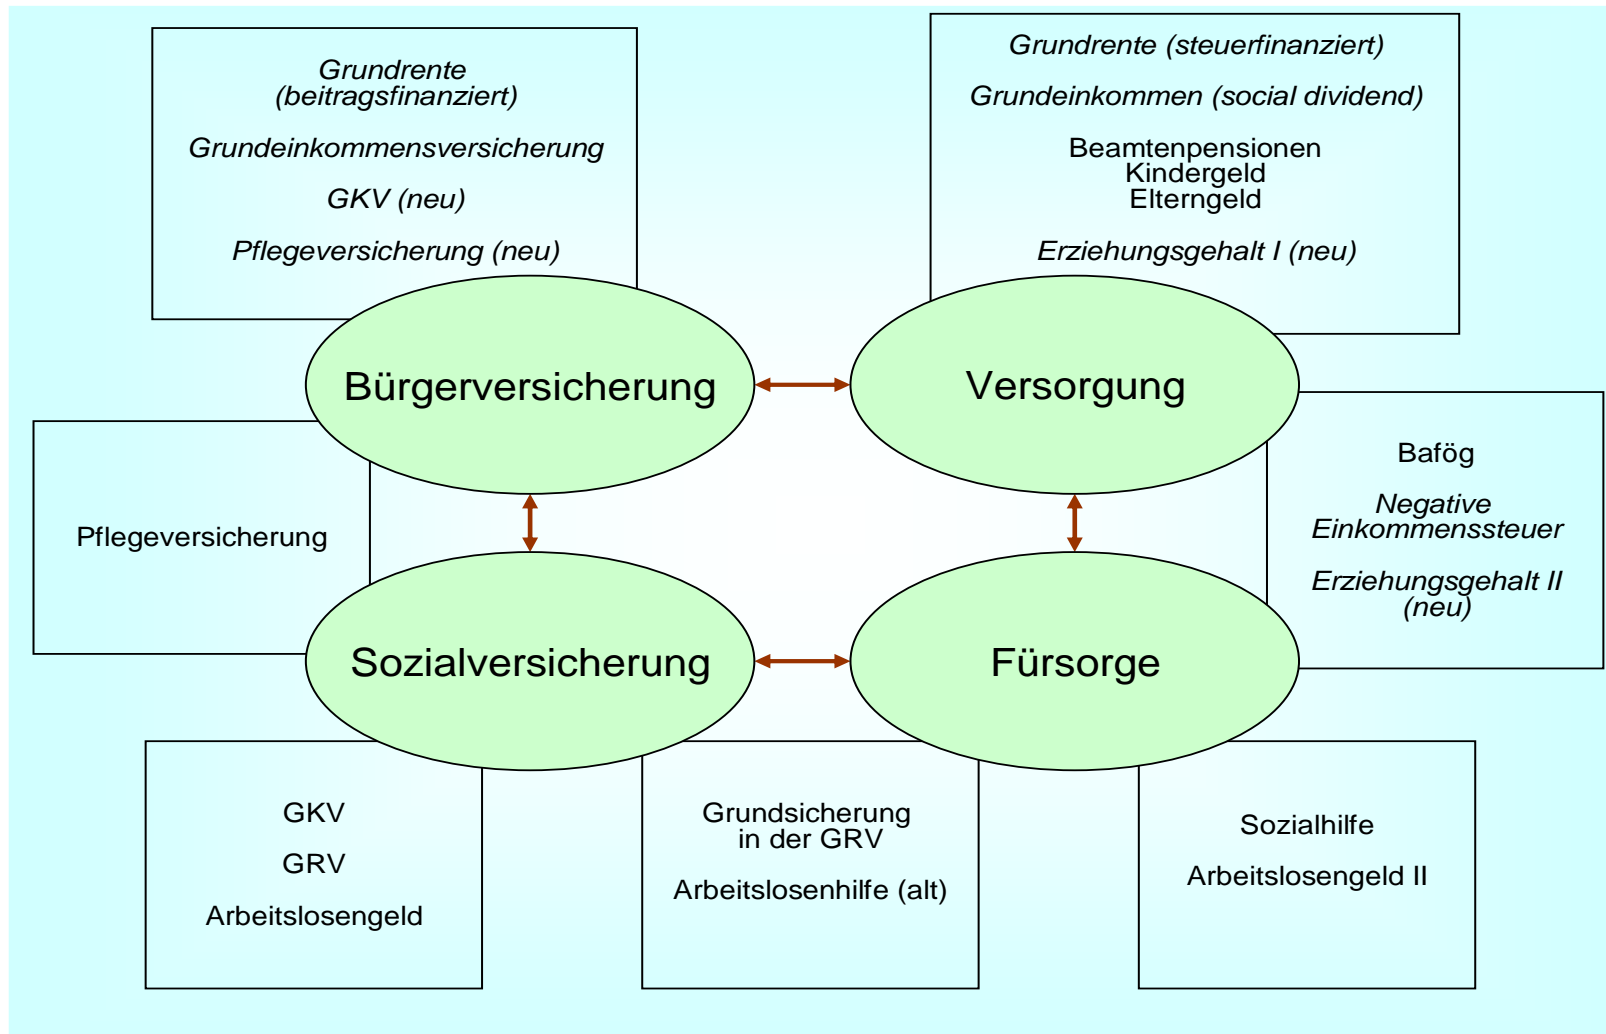 Grundrente
(beitragsfinanziert)
Grundeinkommensversicherung
GKV (neu)
Pflegeversicherung (neu)
Grundrente (steuerfinanziert)
Grundeinkommen (social dividend)
Beamtenpensionen
Kindergeld
Elterngeld
Erziehungsgehalt I (neu)
Bürgerversicherung
Versorgung
Pflegeversicherung
Bafög
Negative
Einkommenssteuer
Erziehungsgehalt II
(neu)
Sozialversicherung
Fürsorge
GKV
GRV
Arbeitslosengeld
Grundsicherung
in der GRV
Arbeitslosenhilfe (alt)
Sozialhilfe
Arbeitslosengeld II